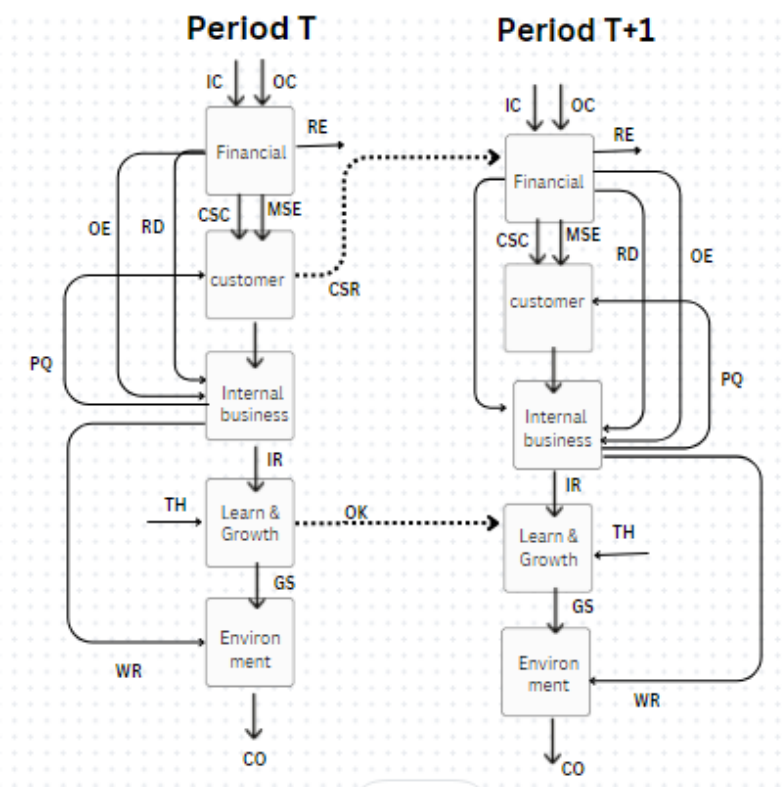 Period T
IC
OC
Financial
RE
CSC
MSE
OE
RD
customer
CSR
PQ
Internal
business
IR
TH
Learn &
Growth
OK
GS
Environ
ment
WR
CO
Period T+1
IC
OC
RE
Financial
CSC
MSE
RD
OE
customer
PQ
Internal
business
IR
Learn &
Growth
TH
GS
Environ
ment
WR
CO